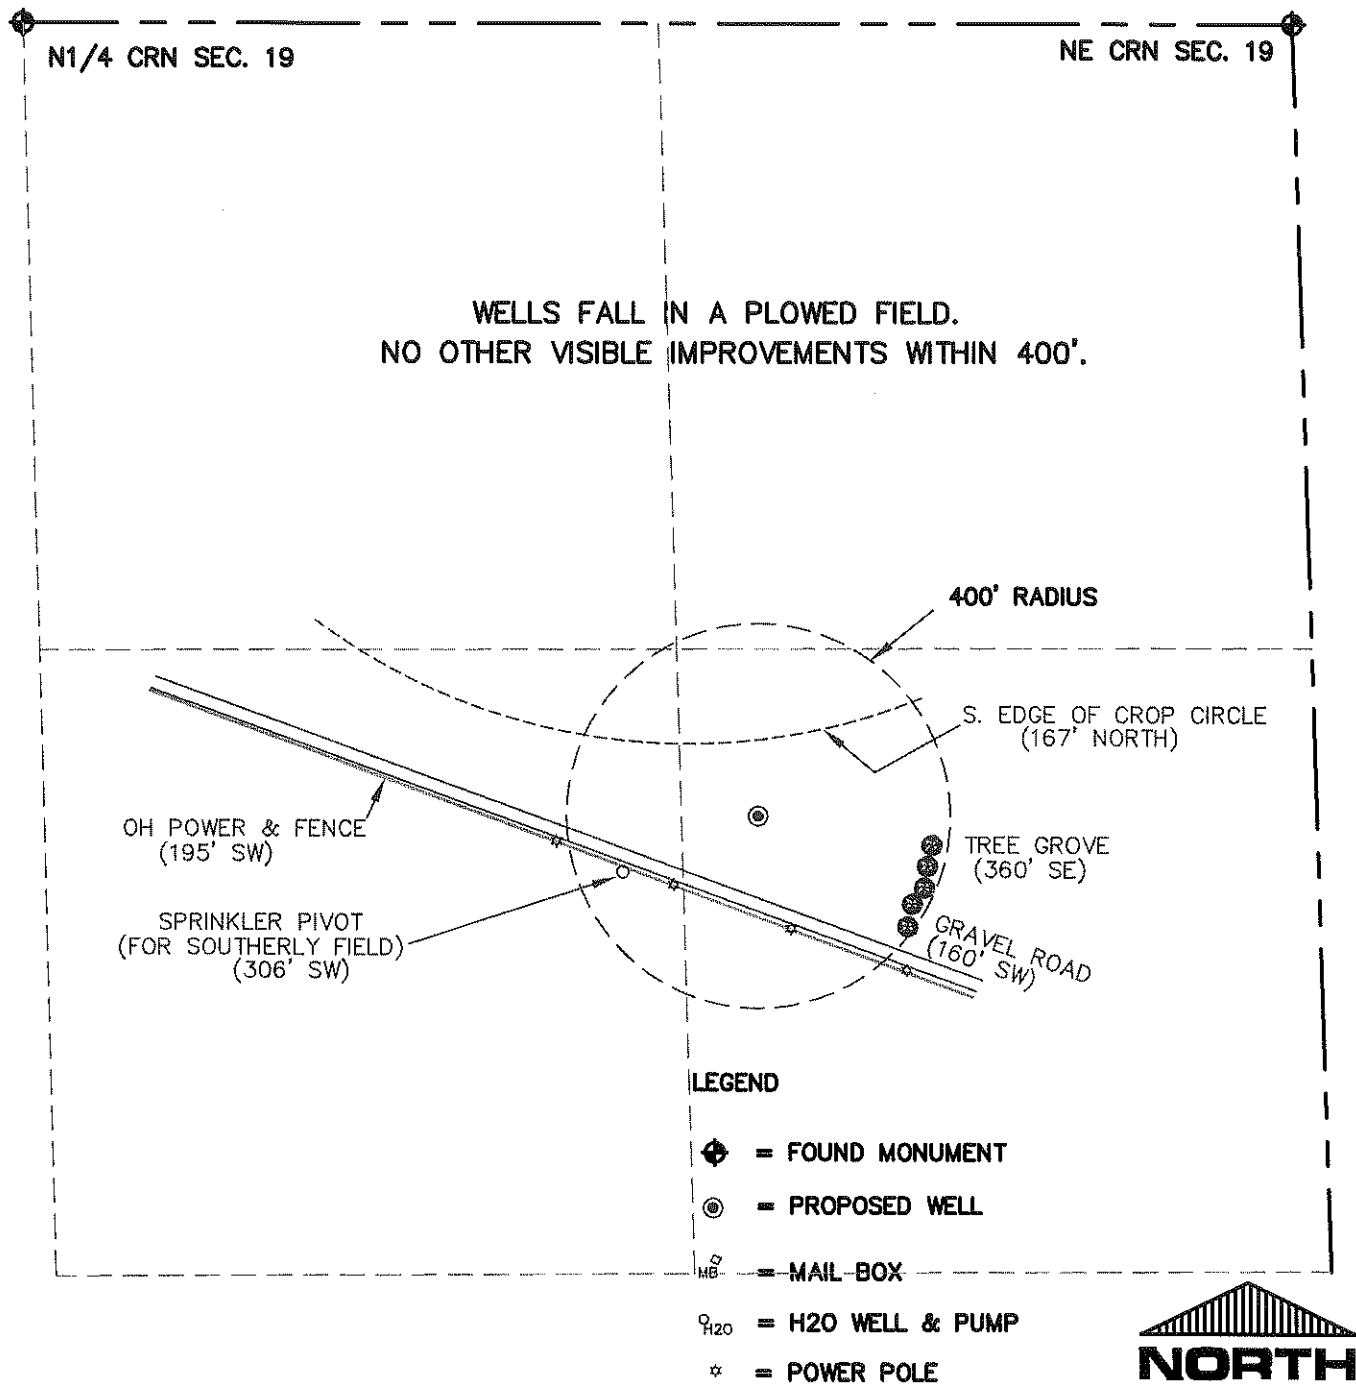 N1/4 CRN SEC. 19
NE CRN SEC. 19
WELLS FALL IN A PLOWED FIELD.
NO OTHER VISIBLE IMPROVEMENTS WITHIN 400'.
400' RADIUS
S. EDGE OF CROP CIRCLE
(167' NORTH)
OH POWER & FENCE
(195' SW)
TREE GROVE
(360' SE)
SPRINKLER PIVOT
(FOR SOUTHERLY FIELD)
(306' SW)
GRAVEL ROAD
(160' SW)
LEGEND
= FOUND MONUMENT
= PROPOSED WELL
MB = MAIL BOX
H2O = H2O WELL & PUMP
= POWER POLE
NORTH